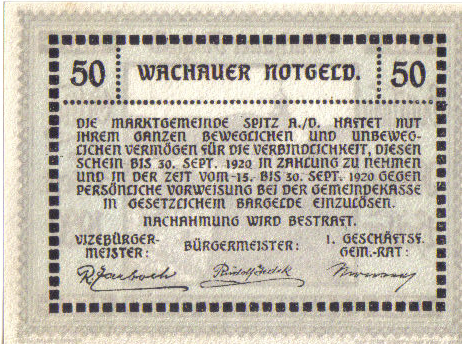 50 WACHAUER NOTGELD. 50
DIE MARKTGEMEINDE SPITZ A./D. HAFTET MIT
IHREM GANZEN BEWEGLICHEN UND UNBEWEG-
LICHEN VERMÖGEN FÜR DIE VERBINDLICHKEIT, DIESEN
SCHEIN BIS 30. SEPT. 1920 IN ZAHLUNG ZU NEHMEN
UND IN DER ZEIT VOM -15. BIS 30. SEPT. 1920 GEGEN
PERSÖNLICHE VORWEISUNG BEI DER GEMEINDEKASSE
IN GESETZLICHEM BARGELDE EINZULÖSEN.
NACHAHMUNG WIRD BESTRAFT.
VIZEBÜRGER-
MEISTER:
BÜRGERMEISTER:
1. GESCHÄFTSF.
GEM.-RAT: